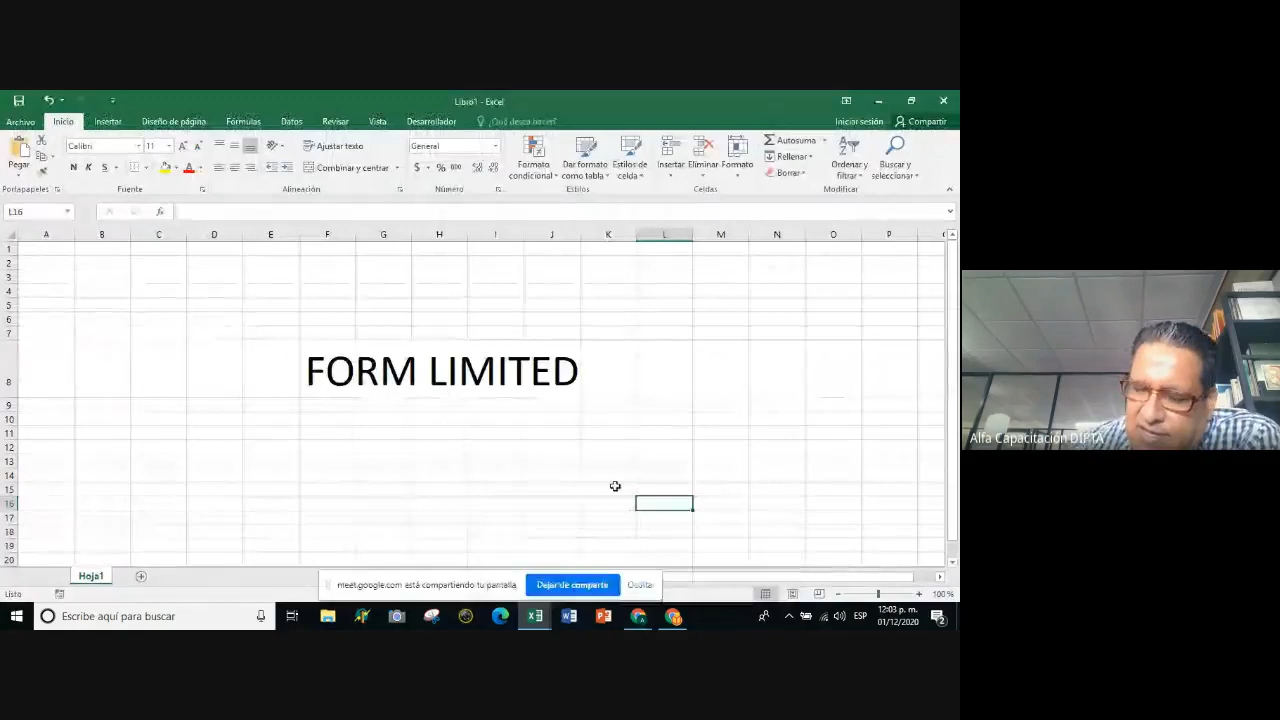 Libro1 - Excel
Archivo Inicio Insertar Diseño de página Fórmulas Datos Revisar Vista Desarrollador ¿Qué desea hacer? Iniciar sesión Compartir
Pegar
Calibri 11
N K S
Ajustar texto
Combinar y centrar
General
$ % 000
Formato condicional
Dar formato como tabla
Estilos de celda
Insertar Eliminar Formato
Autosuma
Rellenar
Borrar
Ordenar y filtrar
Buscar y seleccionar
Portapapeles Fuente Alineación Número Estilos Celdas Modificar
L16 fx
A B C D E F G H I J K L M N O P
1
2
3
4
5
6
7
8 FORM LIMITED
9
10
11
12
13
14
15
16
17
18
19
20
Alfa Capacitación DIPTA
Hoja1
meet.google.com está compartiendo tu pantalla. Dejar de compartir Ocultar
Listo 100 %
Escribe aquí para buscar
ESP
12:03 p. m.
01/12/2020
2